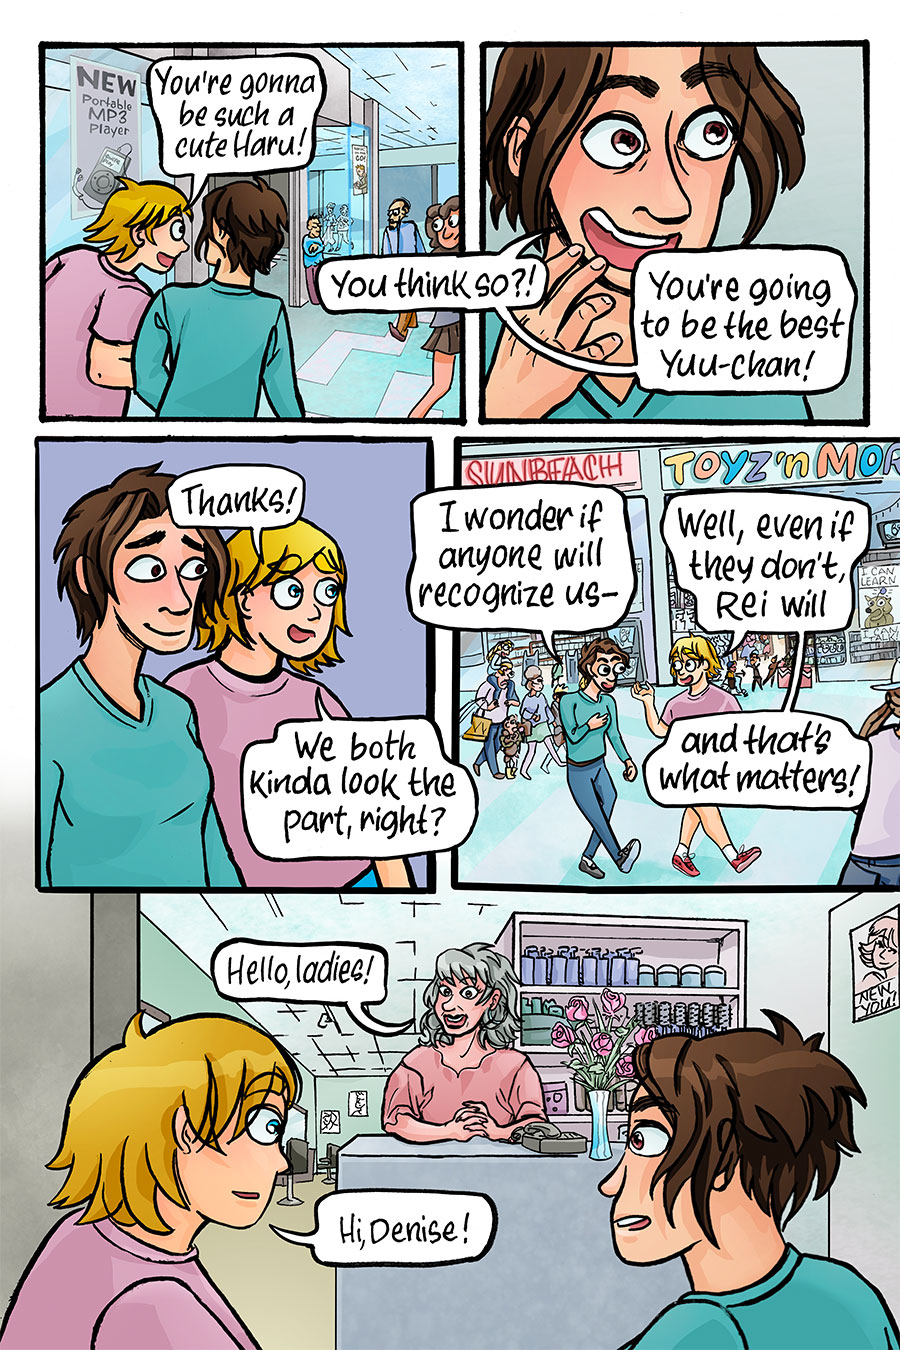 NEW
Portable
MP3
Player
You're gonna
be such a
cute Haru!
GO!
You think so?!
You're going
to be the best
Yuu-chan!
Thanks!
We both
kinda look the
part, right?
SUNBEACH
TOYZ 'n MOR
I wonder if
anyone will
recognize us–
Well, even if
they don't,
Rei will
and that's
what matters!
I CAN
LEARN
Hello, ladies!
NEW
YOU!
Hi, Denise!